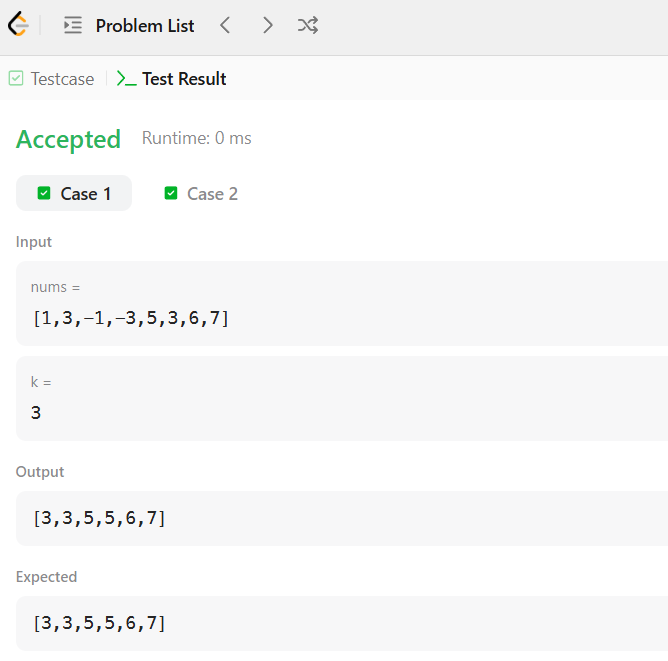 Problem List
Testcase Test Result
Accepted Runtime: 0 ms
Case 1 Case 2
Input
nums =
[1,3,-1,-3,5,3,6,7]
k =
3
Output
[3,3,5,5,6,7]
Expected
[3,3,5,5,6,7]